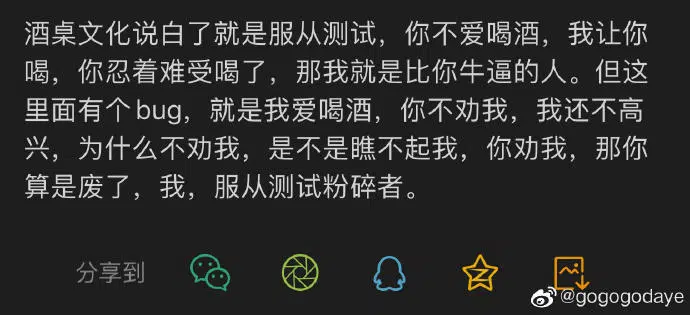 酒桌文化说白了就是服从测试，你不爱喝酒，我让你
喝，你忍着难受喝了，那我就是比你牛逼的人。但这
里面有个bug，就是我爱喝酒，你不劝我，我还不高
兴，为什么不劝我，是不是瞧不起我，你劝我，那你
算是废了，我，服从测试粉碎者。
分享到
@gogogodaye